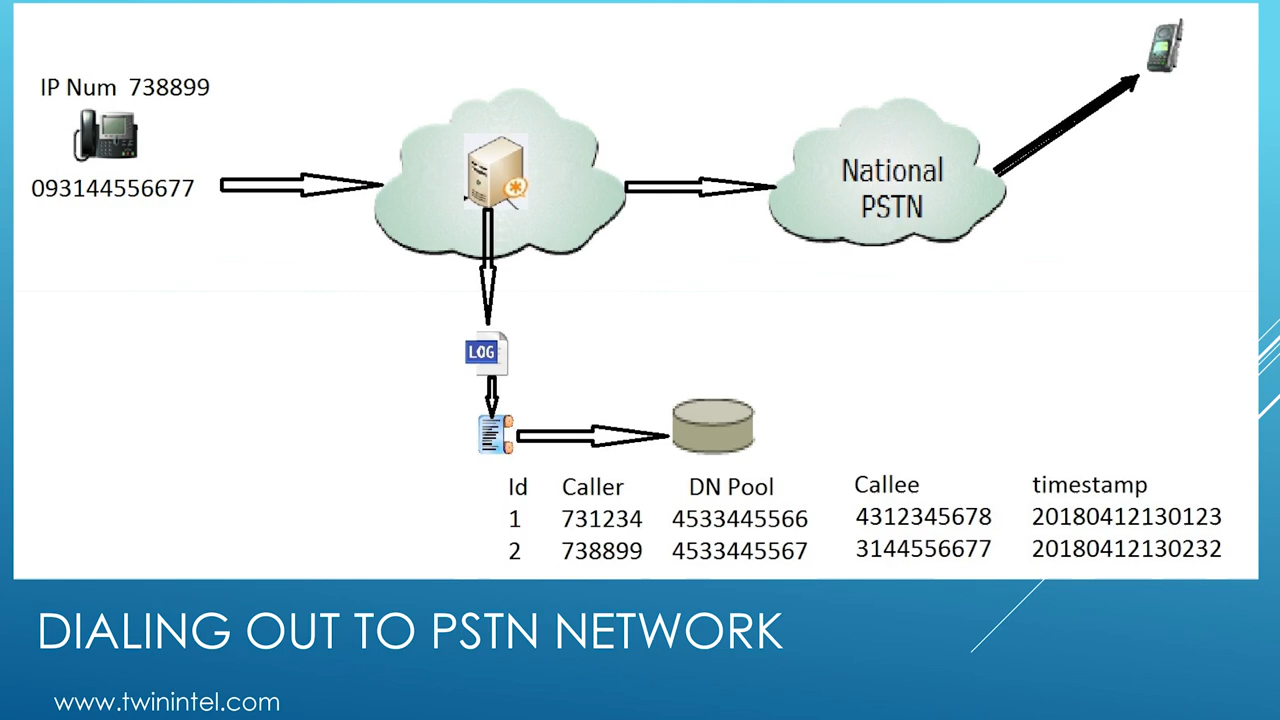 IP Num 738899
093144556677
National
PSTN
LOG
Id Caller DN Pool Callee timestamp
1 731234 4533445566 4312345678 20180412130123
2 738899 4533445567 3144556677 20180412130232
DIALING OUT TO PSTN NETWORK
www.twinintel.com